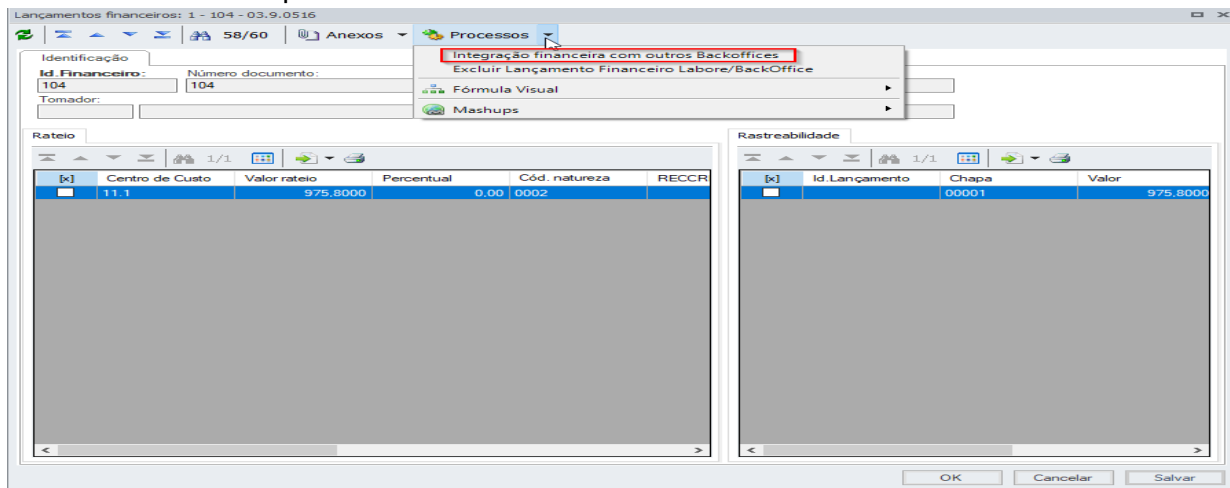 Lançamentos financeiros: 1 - 104 - 03.9.0516
58/60 Anexos Processos
Integração financeira com outros Backoffices
Excluir Lançamento Financeiro Labore/BackOffice
Fórmula Visual
Mashups
Identificação
Id.Financeiro: Número documento:
104 104
Tomador:
Rateio Rastreabilidade
1/1 1/1
[x] Centro de Custo Valor rateio Percentual Cód. natureza RECCR [x] Id.Lançamento Chapa Valor
11.1 975,8000 0,00 0002 00001 975,8000
OK Cancelar Salvar